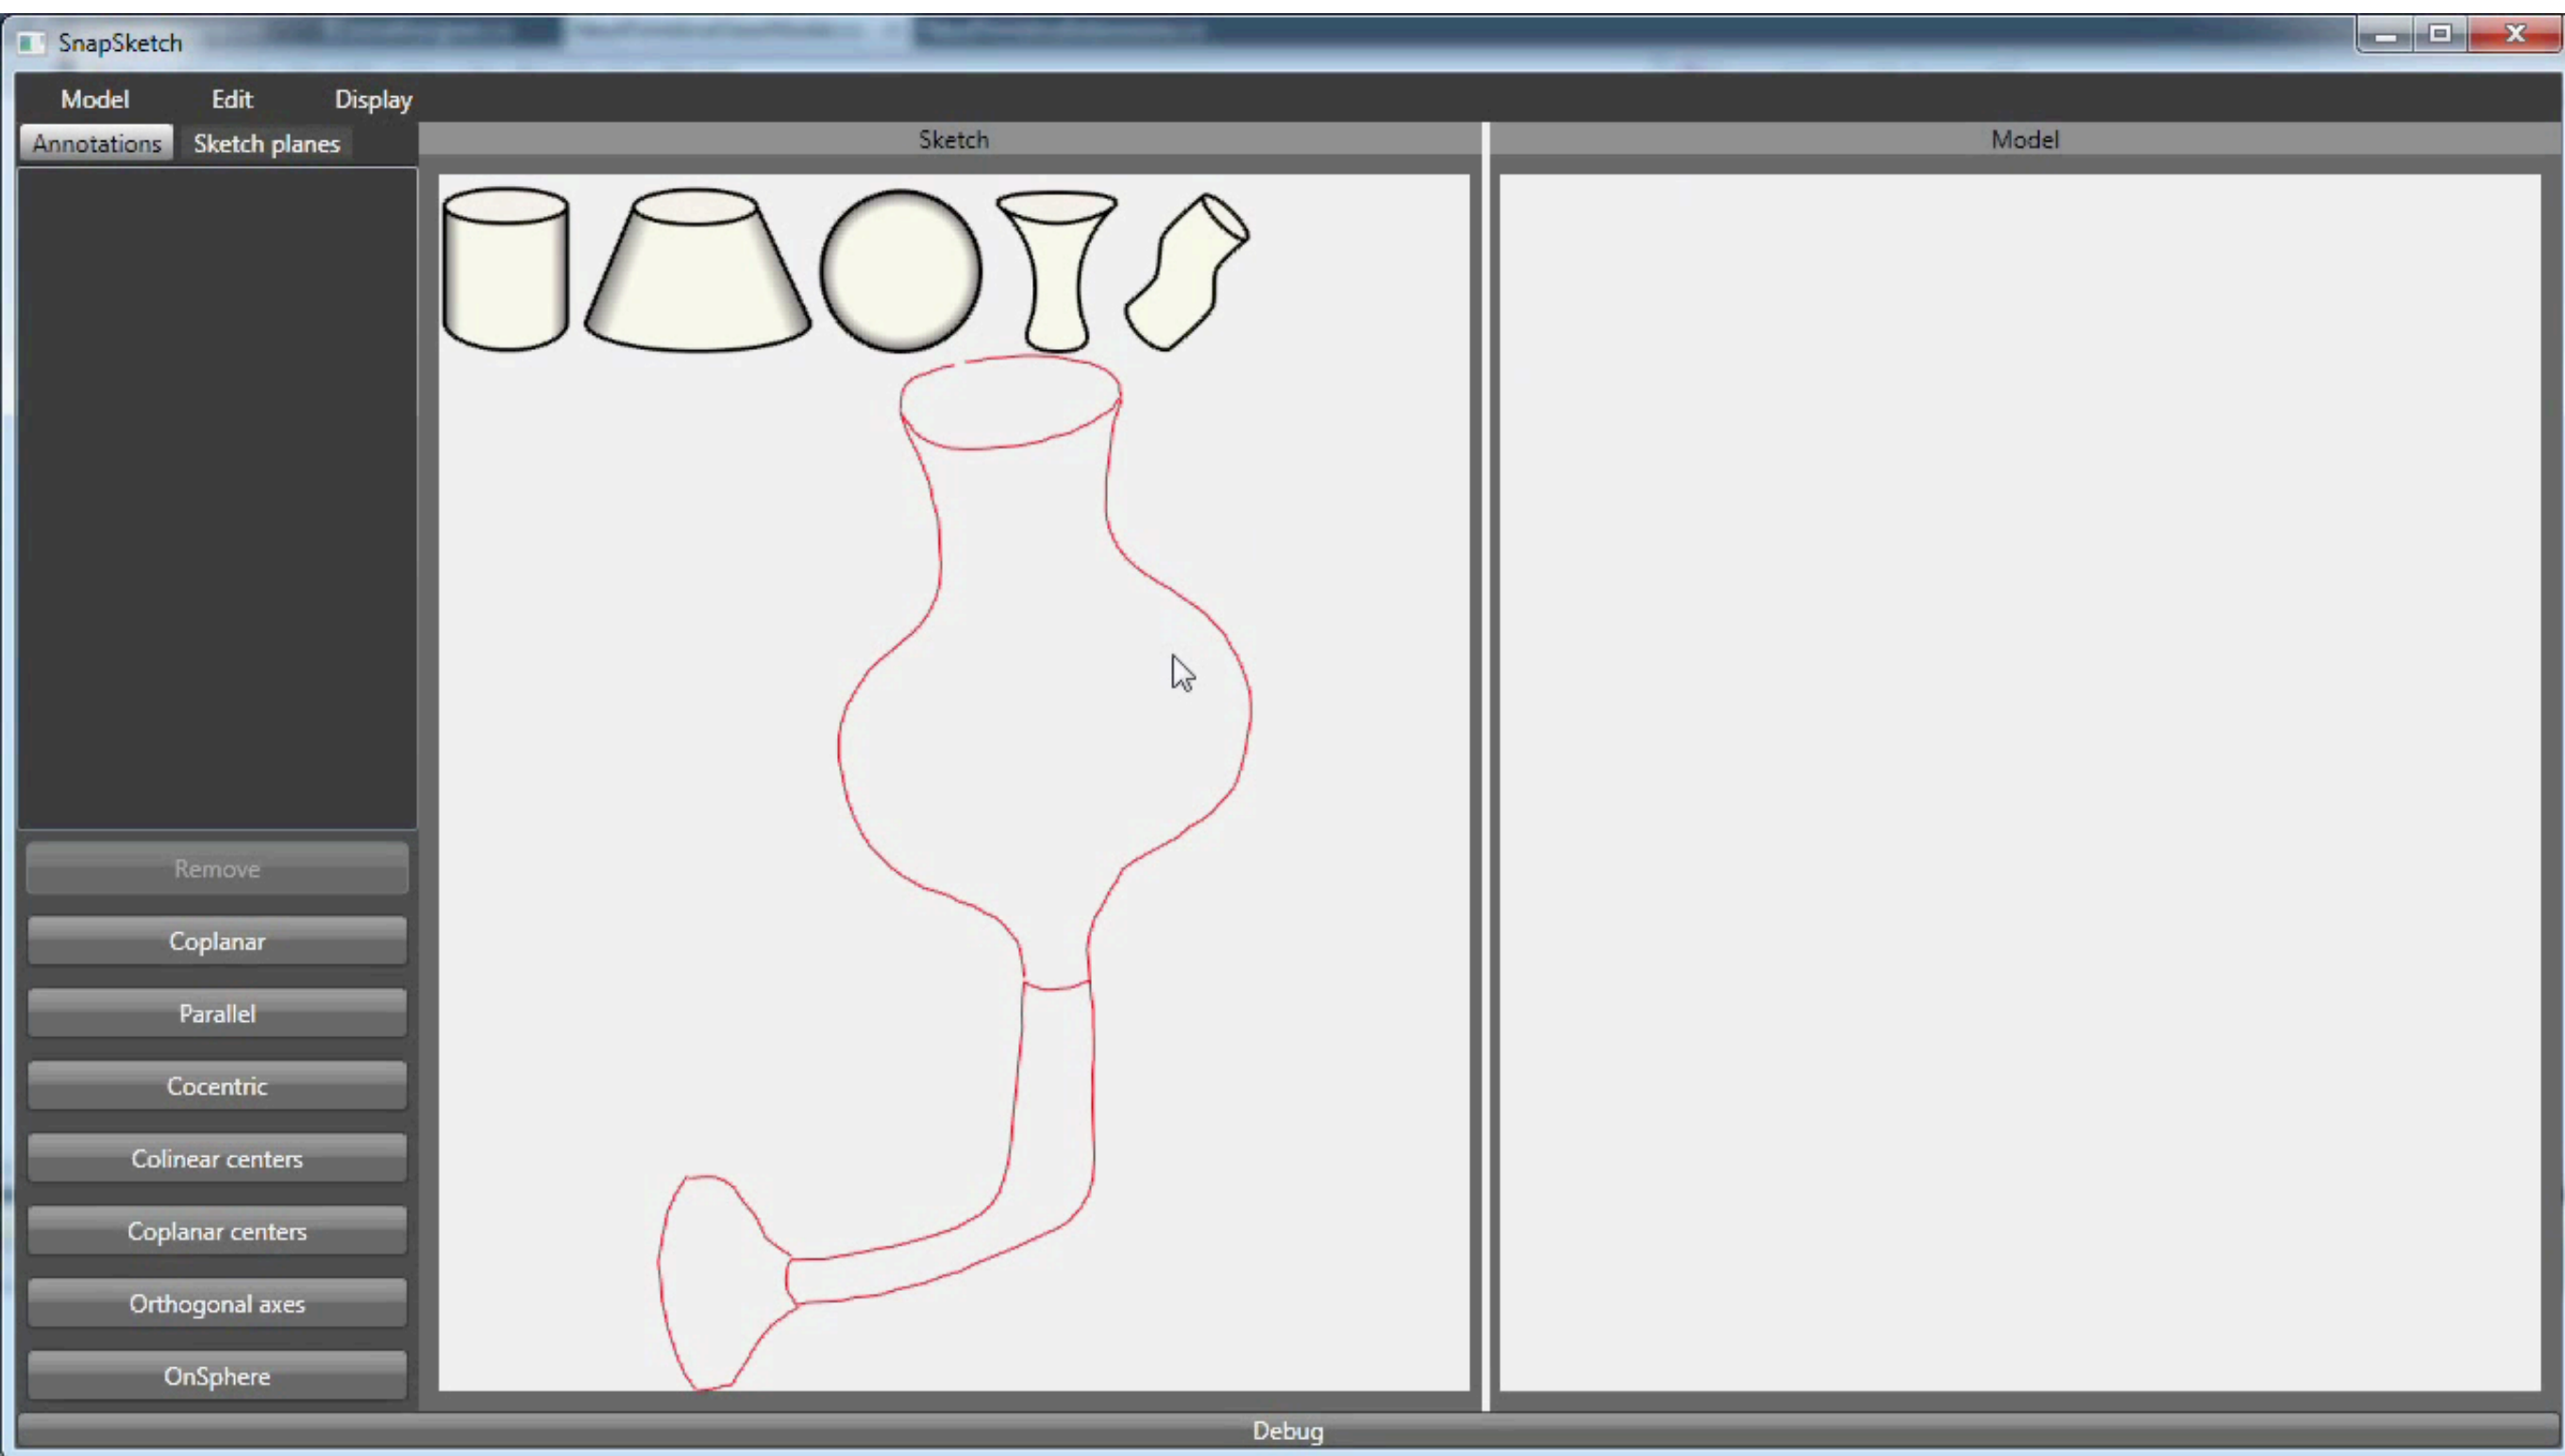 SnapSketch
Model Edit Display
Annotations Sketch planes
Sketch
Model
Remove
Coplanar
Parallel
Cocentric
Colinear centers
Coplanar centers
Orthogonal axes
OnSphere
Debug